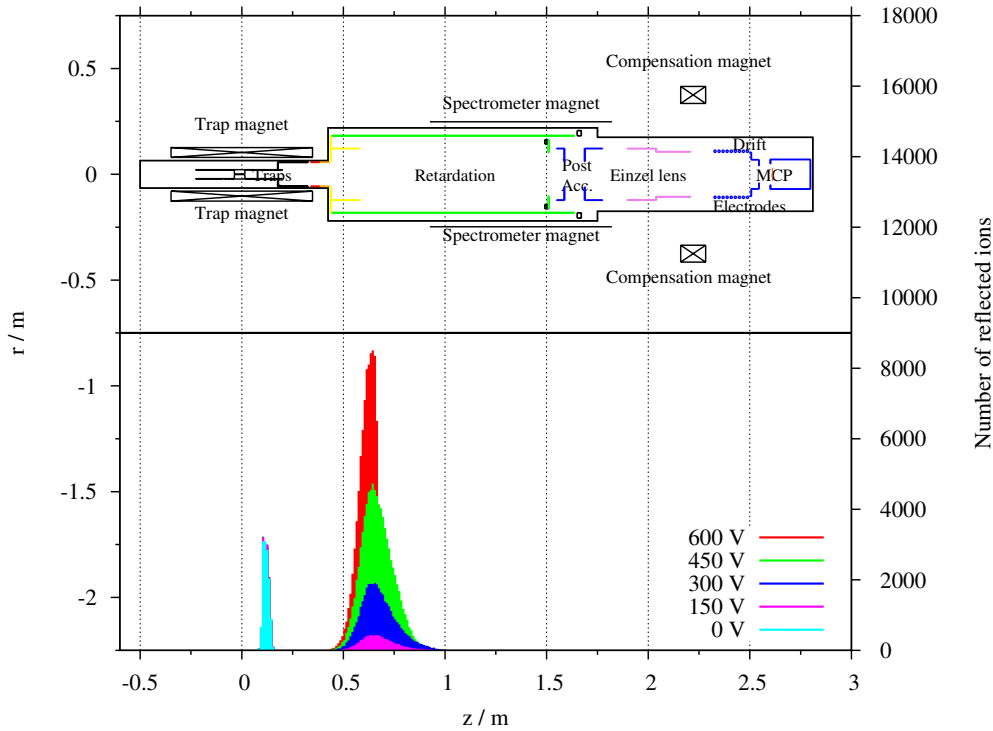 18000
0.5
Compensation magnet
16000
Spectrometer magnet
Trap magnet
14000
Drift
0
Traps
Retardation
Post
Acc.
Einzel lens
MCP
Trap magnet
Electrodes
12000
Spectrometer magnet
-0.5
Compensation magnet
10000
r / m
Number of reflected ions
8000
-1
6000
-1.5
4000
600 V
450 V
2000
300 V
-2
150 V
0 V
0
-0.5
0
0.5
1
1.5
2
2.5
3
z / m